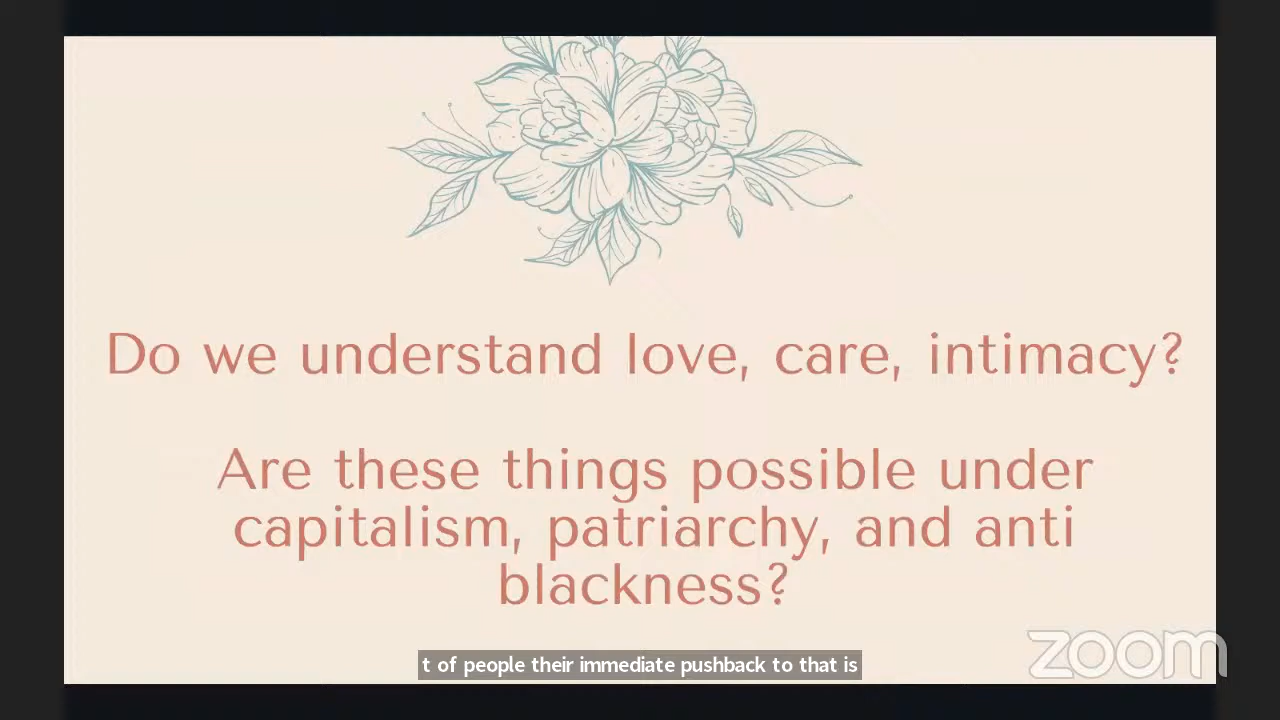 Do we understand love, care, intimacy?
Are these things possible under
capitalism, patriarchy, and anti
blackness?
t of people their immediate pushback to that is
zoom